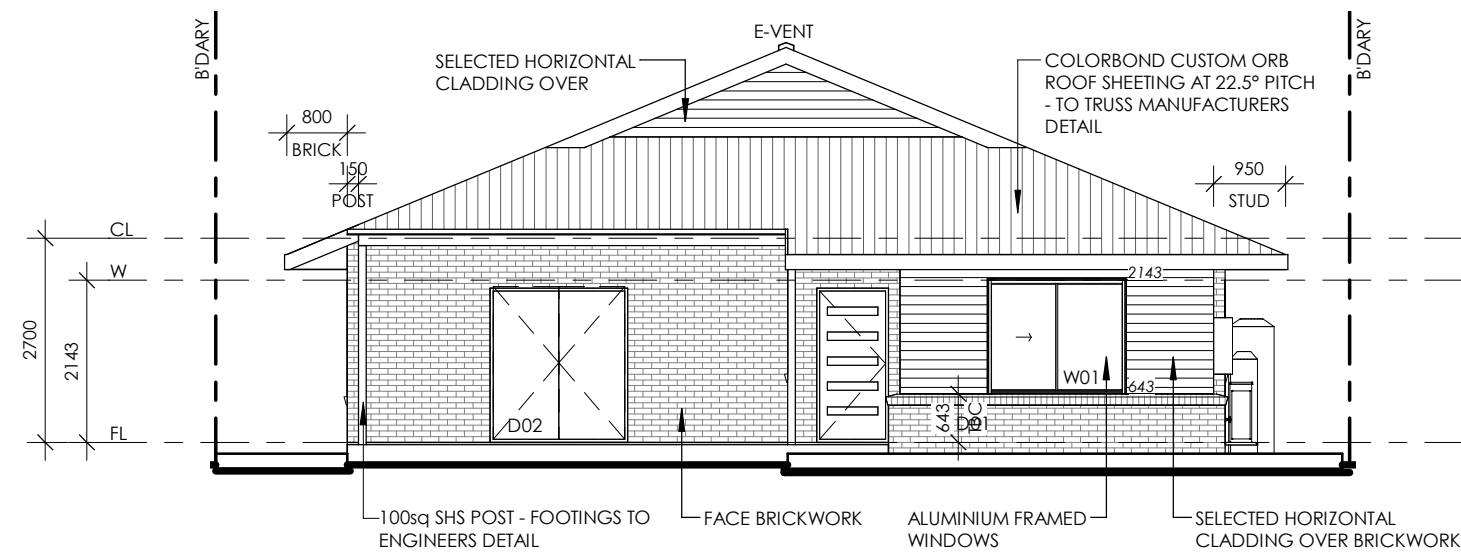 B'DARY
E-VENT
B'DARY
SELECTED HORIZONTAL
CLADDING OVER
COLORBOND CUSTOM ORB
ROOF SHEETING AT 22.5° PITCH
- TO TRUSS MANUFACTURERS
DETAIL
800
BRICK
150
POST
950
STUD
CL
W
2700
2143
FL
2143
W01
643
643
D02
100sq SHS POST - FOOTINGS TO
ENGINEERS DETAIL
FACE BRICKWORK
ALUMINIUM FRAMED
WINDOWS
SELECTED HORIZONTAL
CLADDING OVER BRICKWORK